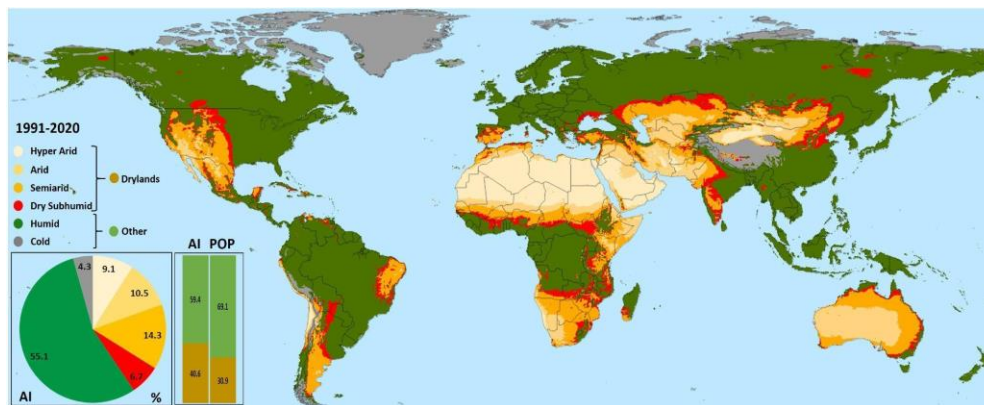 1991-2020
Hyper Arid
Arid
Semiarid
Drylands
Dry Subhumid
Humid
Other
Cold
AI POP
4.3
9.1
10.5
14.3
6.2
55.1
AI %
59.4
69.1
40.6
30.9